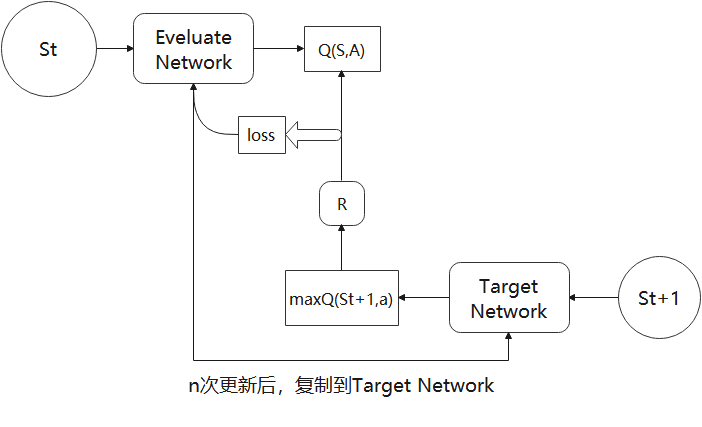 St
Eveluate
Network
Q(S,A)
loss
R
maxQ(St+1,a)
Target
Network
St+1
n次更新后，复制到Target Network